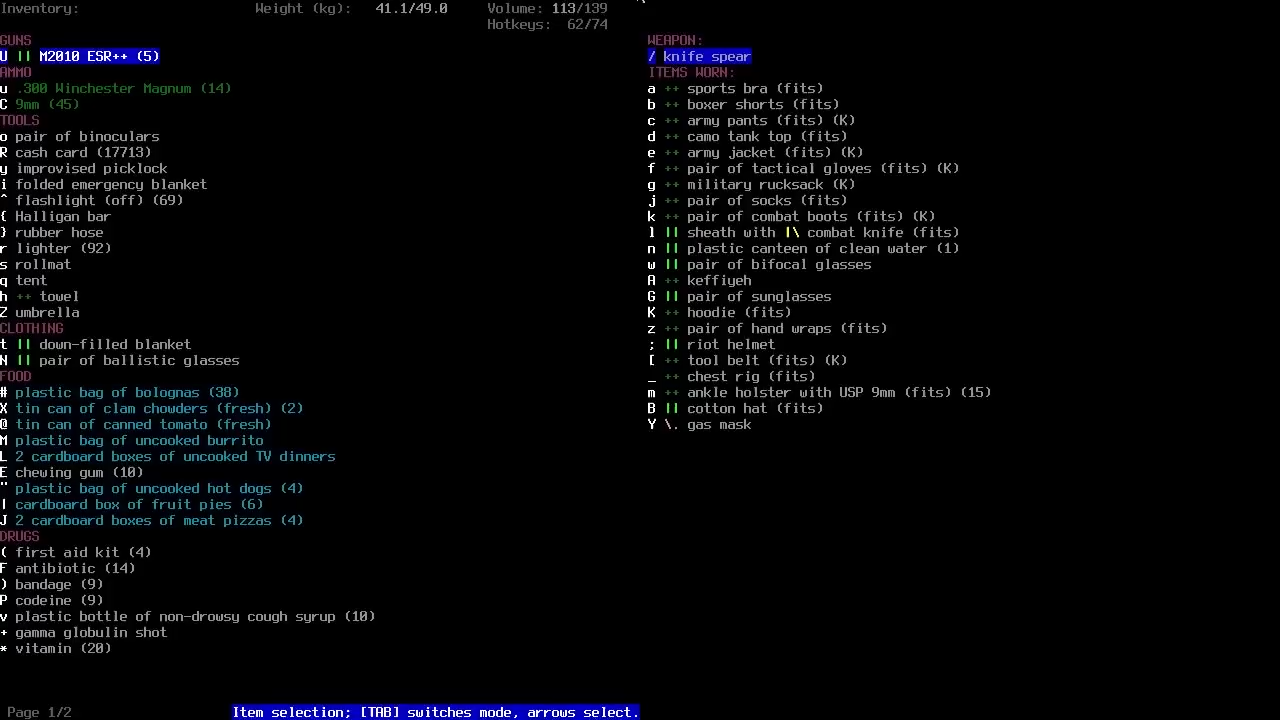 Inventory: Weight (kg): 41.1/49.0 Volume: 113/139
Hotkeys: 62/74
GUNS
U || M2010 ESR++ (5)
AMMO
u .300 Winchester Magnum (14)
C 9mm (45)
TOOLS
o pair of binoculars
R cash card (17713)
y improvised picklock
i folded emergency blanket
^ flashlight (off) (69)
{ Halligan bar
} rubber hose
r lighter (92)
s rollmat
q tent
h ++ towel
Z umbrella
CLOTHING
t || down-filled blanket
N || pair of ballistic glasses
FOOD
# plastic bag of bolognas (38)
X tin can of clam chowders (fresh) (2)
@ tin can of canned tomato (fresh)
M plastic bag of uncooked burrito
L 2 cardboard boxes of uncooked TV dinners
E chewing gum (10)
" plastic bag of uncooked hot dogs (4)
| cardboard box of fruit pies (6)
J 2 cardboard boxes of meat pizzas (4)
DRUGS
( first aid kit (4)
F antibiotic (14)
) bandage (9)
P codeine (9)
v plastic bottle of non-drowsy cough syrup (10)
+ gamma globulin shot
* vitamin (20)
WEAPON:
/ knife spear
ITEMS WORN:
a ++ sports bra (fits)
b ++ boxer shorts (fits)
c ++ army pants (fits) (K)
d ++ camo tank top (fits)
e ++ army jacket (fits) (K)
f ++ pair of tactical gloves (fits) (K)
g ++ military rucksack (K)
j ++ pair of socks (fits)
k ++ pair of combat boots (fits) (K)
l || sheath with |\ combat knife (fits)
n || plastic canteen of clean water (1)
w || pair of bifocal glasses
A ++ keffiyeh
G || pair of sunglasses
K ++ hoodie (fits)
z ++ pair of hand wraps (fits)
; || riot helmet
[ ++ tool belt (fits) (K)
_ ++ chest rig (fits)
m ++ ankle holster with USP 9mm (fits) (15)
B || cotton hat (fits)
Y \. gas mask
Page 1/2 Item selection; [TAB] switches mode, arrows select.